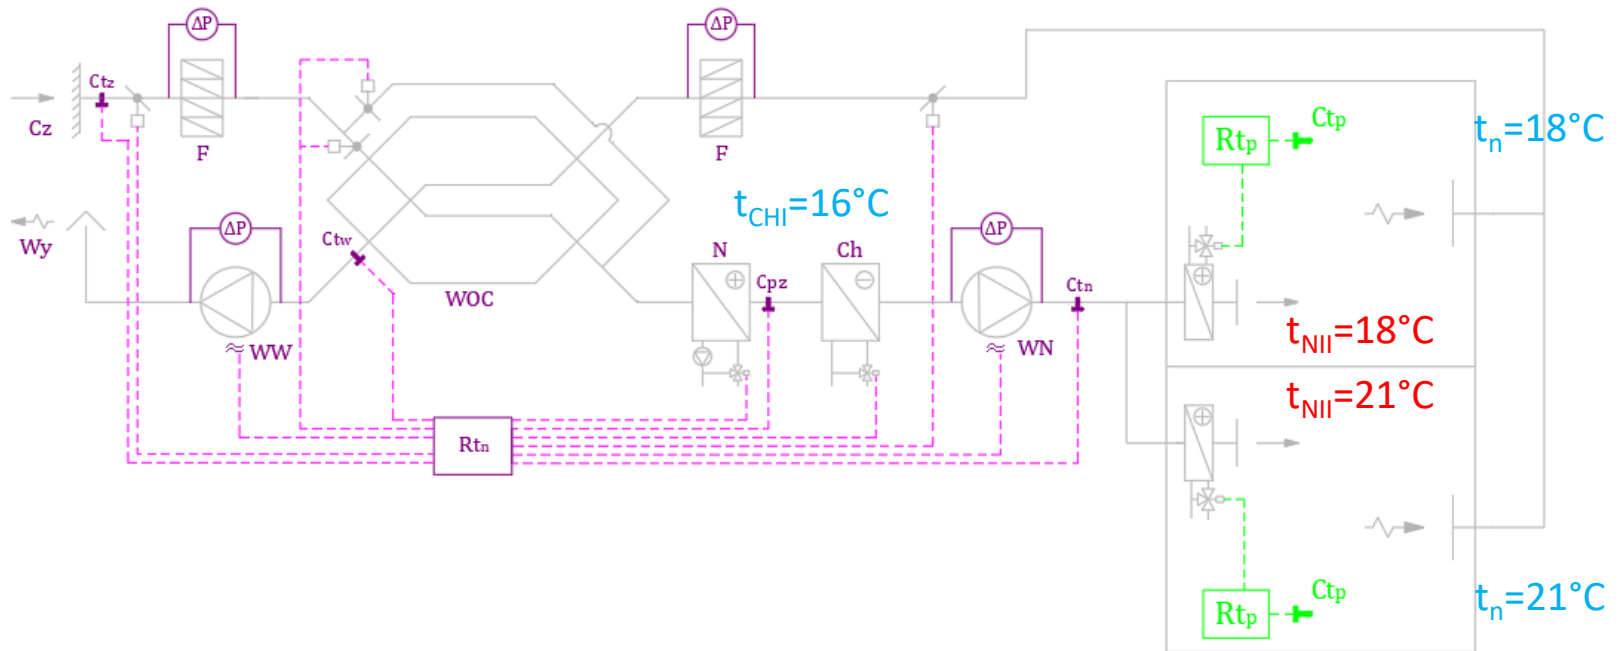 ΔP
ΔP
Ctz
Cz
F
F
Ctp
Rtp
tn=18°C
tCHI=16°C
Wy
ΔP
Ctw
ΔP
N
Ch
WOC
Cpz
Ctn
≈ WW
≈ WN
tNII=18°C
tNII=21°C
Rtn
Ctp
Rtp
tn=21°C